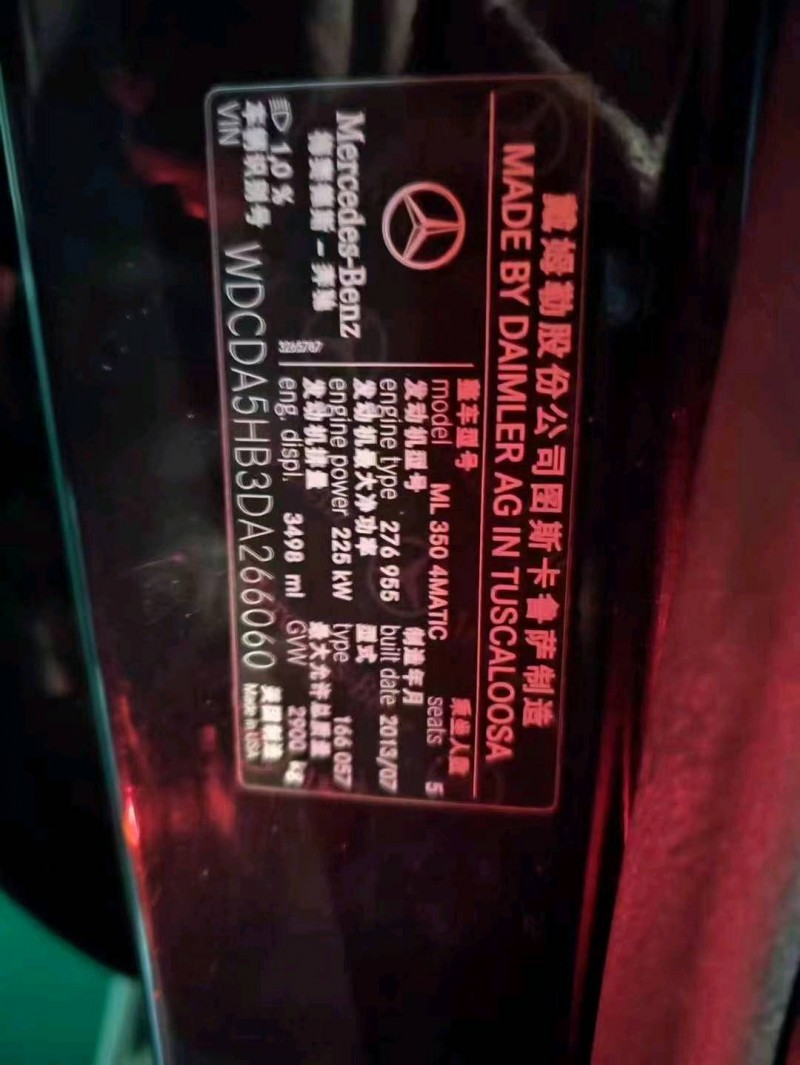 戴姆勒股份公司图斯卡鲁萨制造
MADE BY DAIMLER AG IN TUSCALOOSA
Mercedes-Benz
梅赛德斯-奔驰
3265767
1,0 %
整车型号
model ML 350 4MATIC
乘坐人数
seats 5
发动机型号
engine type 276 955
制造年月
built date 2013/07
发动机最大净功率
engine power 225 kW
型式
type 166 057
发动机排量
eng. displ. 3498 ml
最大允许总质量
GVW 2900 kg
车辆识别号
VIN WDCDA5HB3DA266060
美国制造
Made in USA